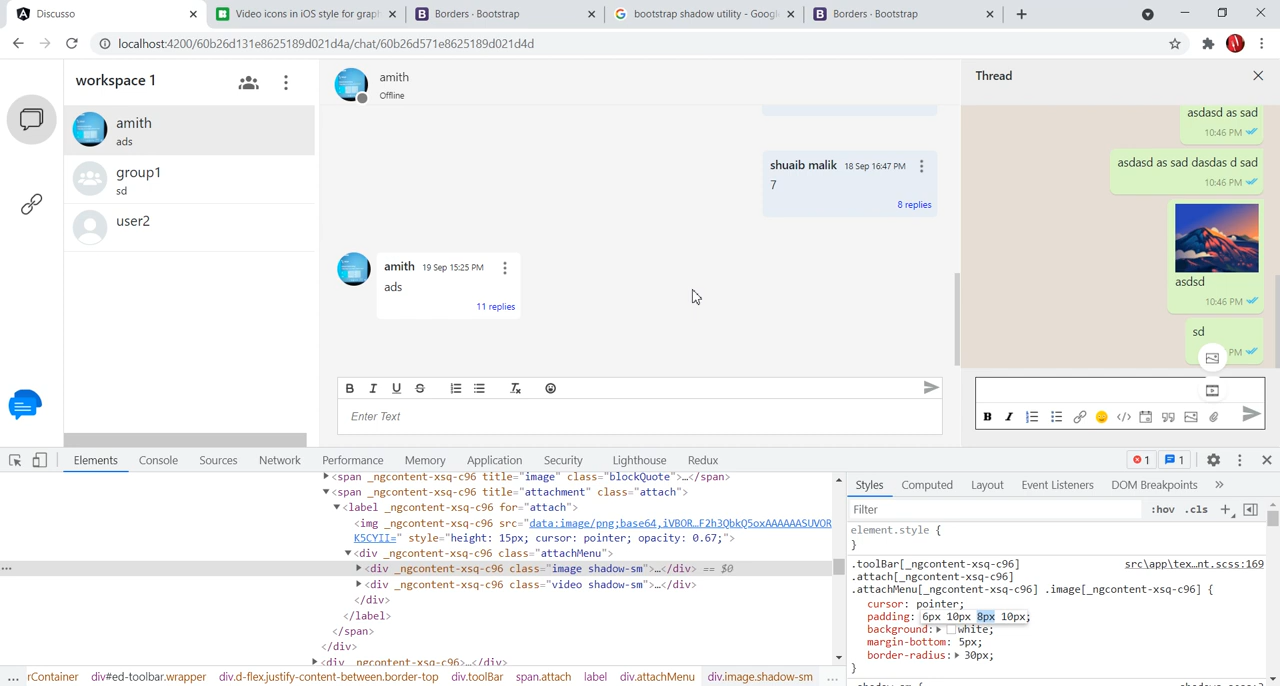 Discusso
Video icons in iOS style for grap
Borders · Bootstrap
bootstrap shadow utility - Googl
Borders · Bootstrap
localhost:4200/60b26d131e8625189d021d4a/chat/60b26d571e8625189d021d4d
workspace 1
amith
ads
group1
sd
user2
amith
Offline
shuaib malik 18 Sep 16:47 PM
7
8 replies
amith 19 Sep 15:25 PM
ads
11 replies
B I U S
Enter Text
Thread
asdasd as sad
10:46 PM
asdasd as sad dasdas d sad
10:46 PM
asdsd
10:46 PM
sd
PM
B I
Elements Console Sources Network Performance Memory Application Security Lighthouse Redux
1 1
<span _ngcontent-xsq-c96 title="image" class="blockQuote">…</span>
<span _ngcontent-xsq-c96 title="attachment" class="attach">
<label _ngcontent-xsq-c96 for="attach">
<img _ngcontent-xsq-c96 src="data:image/png;base64,iVBOR…F2h3QbkQ5oxAAAAASUVOR
K5CYII=" style="height: 15px; cursor: pointer; opacity: 0.67;">
<div _ngcontent-xsq-c96 class="attachMenu">
<div _ngcontent-xsq-c96 class="image shadow-sm">…</div> == $0
<div _ngcontent-xsq-c96 class="video shadow-sm">…</div>
</div>
</label>
</span>
</div>
<div _ngcontent-xsq-c96>…</div>
… rContainer div#ed-toolbar.wrapper div.d-flex.justify-content-between.border-top div.toolBar span.attach label div.attachMenu div.image.shadow-sm …
Styles Computed Layout Event Listeners DOM Breakpoints »
Filter :hov .cls +
element.style {
}
.toolBar[_ngcontent-xsq-c96] src\app\tex…nt.scss:169
.attach[_ngcontent-xsq-c96]
.attachMenu[_ngcontent-xsq-c96] .image[_ngcontent-xsq-c96] {
cursor: pointer;
padding: 6px 10px 8px 10px;
background: white;
margin-bottom: 5px;
border-radius: 30px;
}